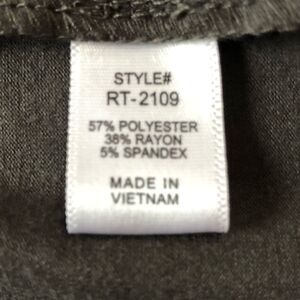 STYLE#
RT-2109
57% POLYESTER
38% RAYON
5% SPANDEX
MADE IN
VIETNAM